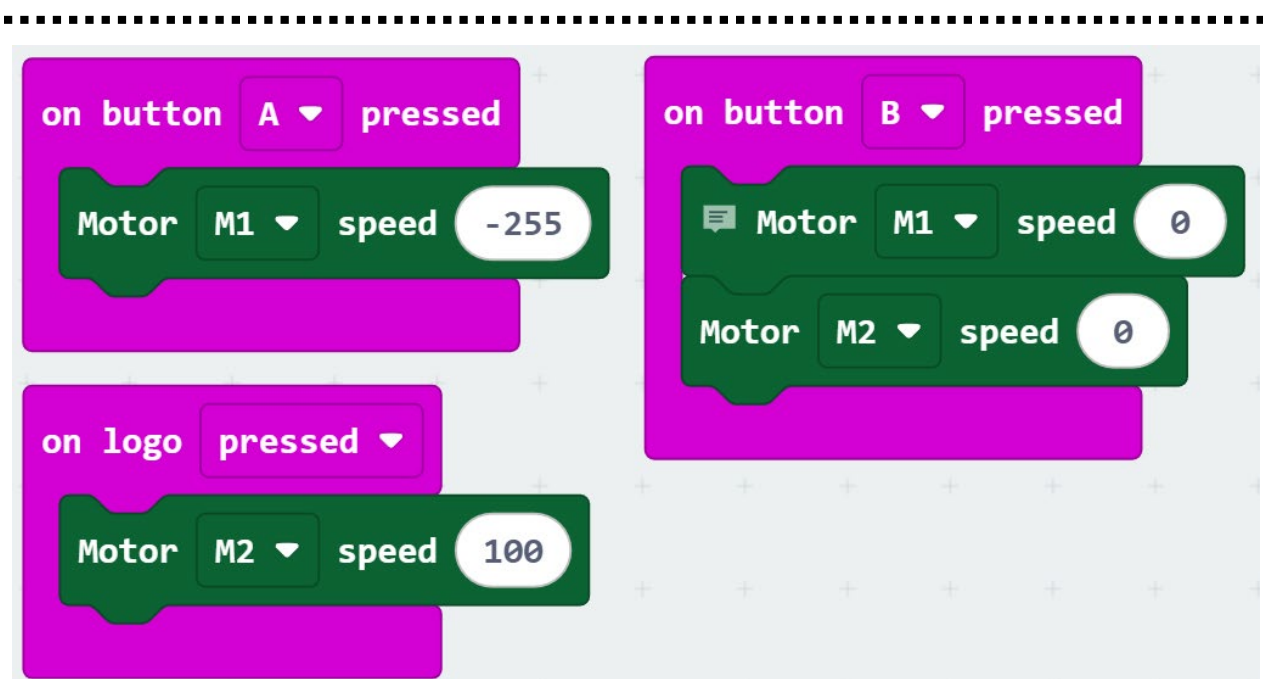 on button A pressed
Motor M1 speed -255
on logo pressed
Motor M2 speed 100
on button B pressed
Motor M1 speed 0
Motor M2 speed 0